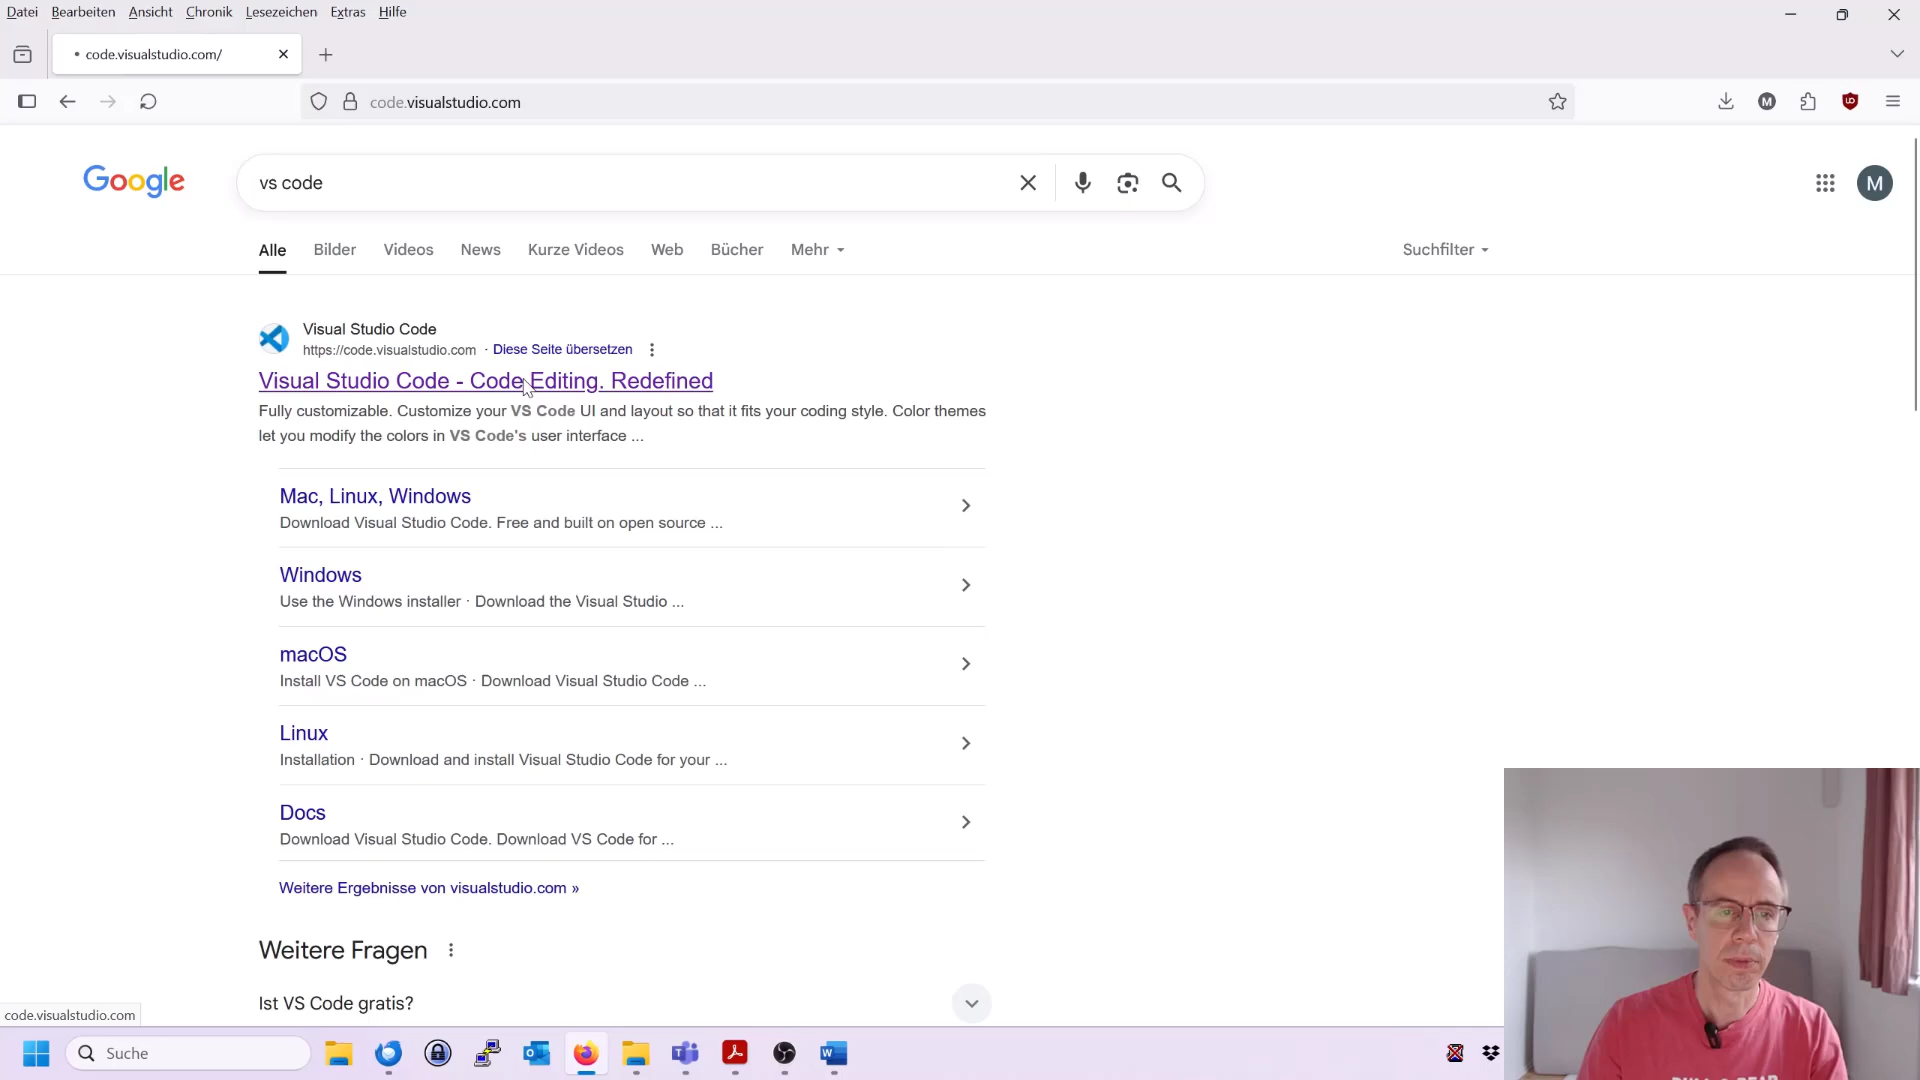 Datei Bearbeiten Ansicht Chronik Lesezeichen Extras Hilfe
code.visualstudio.com/
code.visualstudio.com
M
Google
vs code
M
Alle Bilder Videos News Kurze Videos Web Bücher Mehr Suchfilter
Visual Studio Code
https://code.visualstudio.com · Diese Seite übersetzen
Visual Studio Code - Code Editing. Redefined
Fully customizable. Customize your VS Code UI and layout so that it fits your coding style. Color themes
let you modify the colors in VS Code's user interface ...
Mac, Linux, Windows
Download Visual Studio Code. Free and built on open source ...
Windows
Use the Windows installer · Download the Visual Studio ...
macOS
Install VS Code on macOS · Download Visual Studio Code ...
Linux
Installation · Download and install Visual Studio Code for your ...
Docs
Download Visual Studio Code. Download VS Code for ...
Weitere Ergebnisse von visualstudio.com »
Weitere Fragen
Ist VS Code gratis?
code.visualstudio.com
Suche